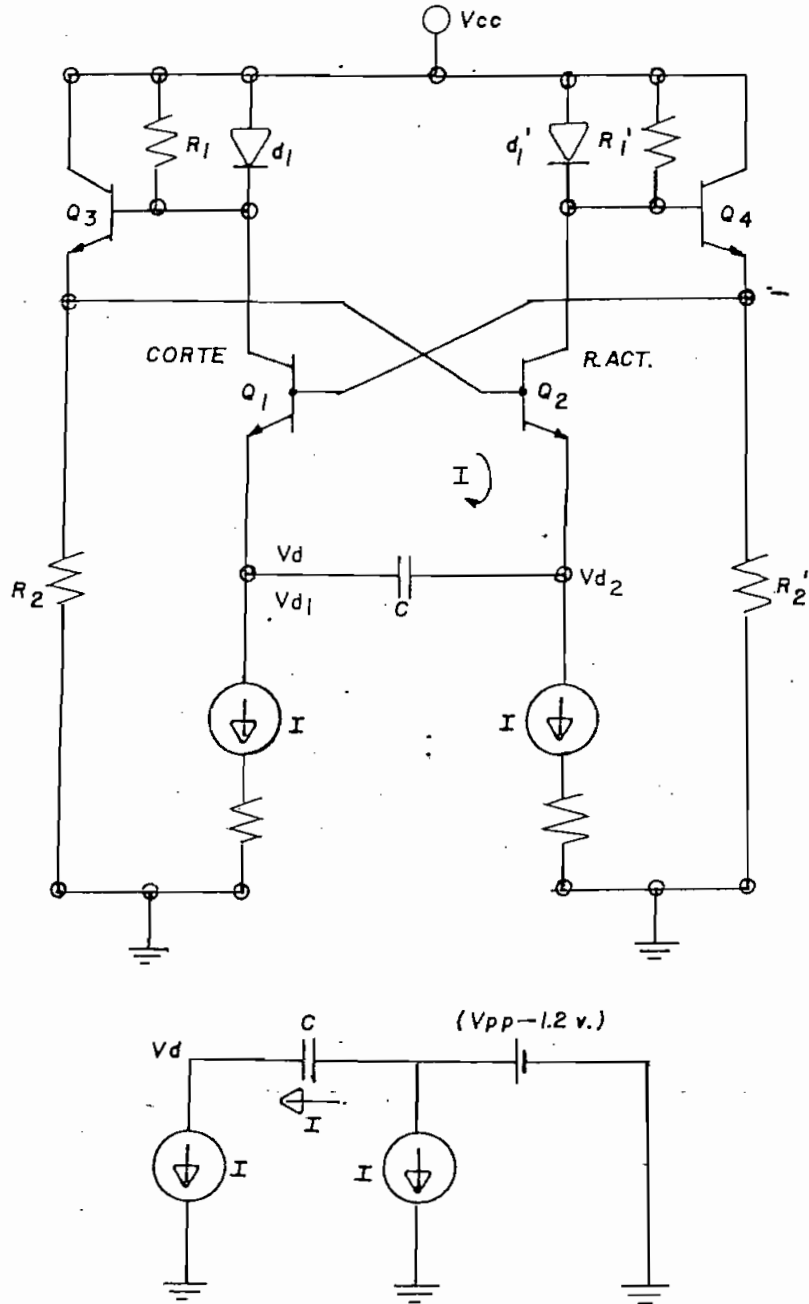 Vcc
R1
d1
d1'
R1'
Q3
Q4
CORTE
R.ACT.
Q1
Q2
I
Vd
Vd1
C
Vd2
R2
R2'
I
I
C
(Vpp-1.2 v.)
Vd
I
I
I